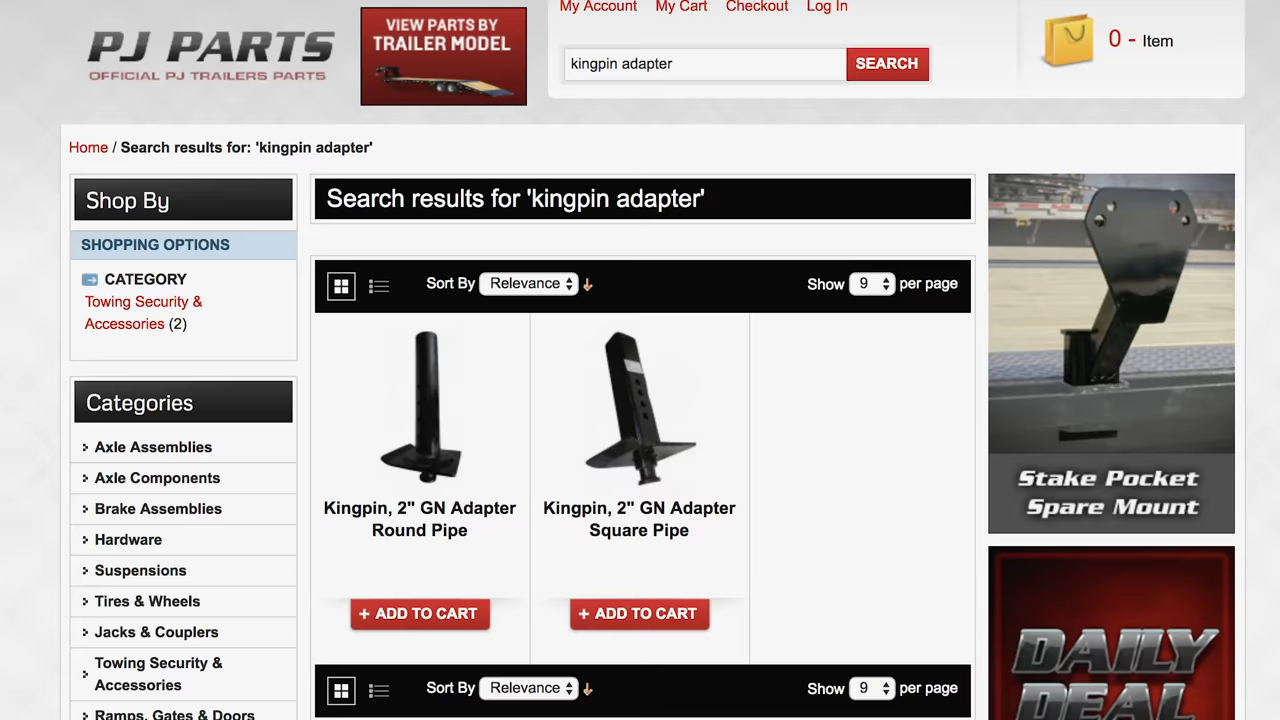 My Account My Cart Checkout Log In
PJ PARTS
OFFICIAL PJ TRAILERS PARTS
VIEW PARTS BY
TRAILER MODEL
kingpin adapter
SEARCH
0 - Item
Home / Search results for: 'kingpin adapter'
Shop By
SHOPPING OPTIONS
CATEGORY
Towing Security &
Accessories (2)
Categories
Axle Assemblies
Axle Components
Brake Assemblies
Hardware
Suspensions
Tires & Wheels
Jacks & Couplers
Towing Security &
Accessories
Ramps, Gates & Doors
Search results for 'kingpin adapter'
Sort By Relevance
Show 9 per page
Kingpin, 2" GN Adapter
Round Pipe
+ ADD TO CART
Kingpin, 2" GN Adapter
Square Pipe
+ ADD TO CART
Sort By Relevance
Show 9 per page
Stake Pocket
Spare Mount
DAILY
DEAL